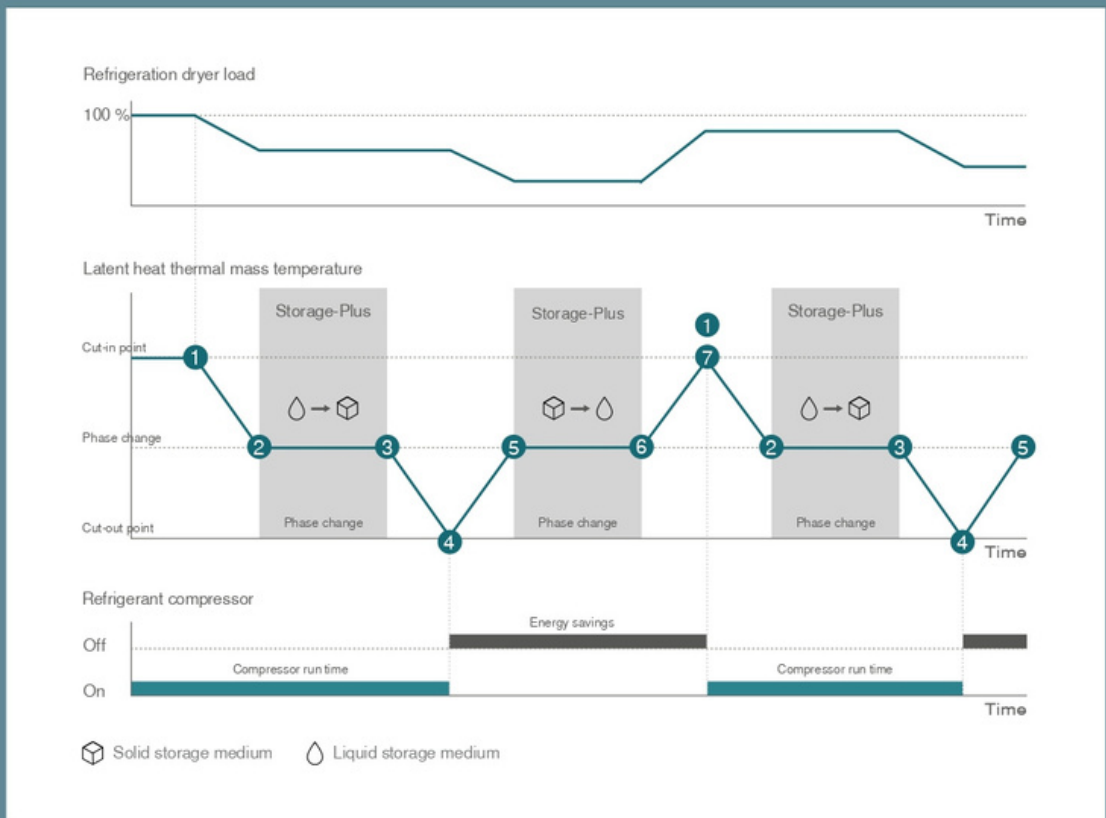 Refrigeration dryer load
100 %
Time
Latent heat thermal mass temperature
Storage-Plus
Storage-Plus
Storage-Plus
1
Cut-in point
1
7
Phase change
2
3
5
6
2
3
5
Cut-out point
Phase change
Phase change
Phase change
4
4
Time
Refrigerant compressor
Energy savings
Off
Compressor run time
Compressor run time
On
Time
Solid storage medium
Liquid storage medium